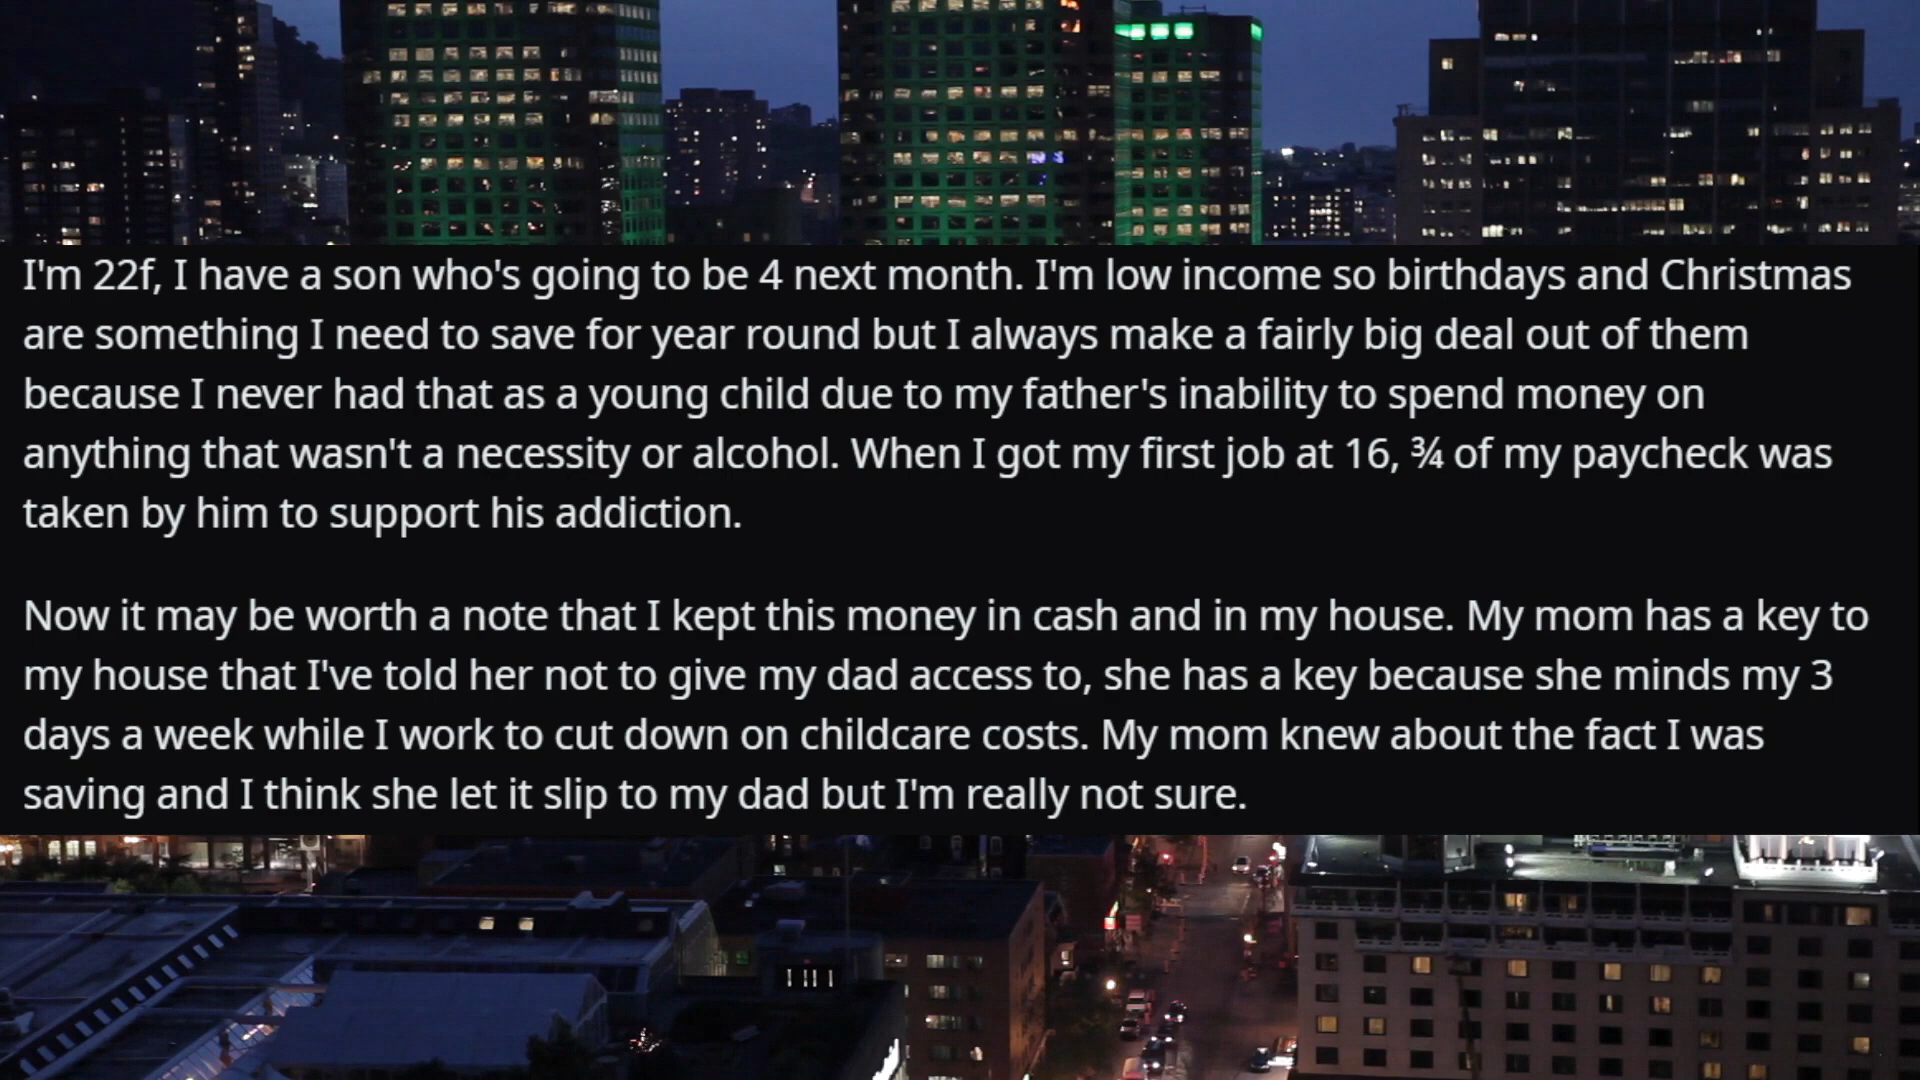 I'm 22f, I have a son who's going to be 4 next month. I'm low income so birthdays and Christmas
are something I need to save for year round but I always make a fairly big deal out of them
because I never had that as a young child due to my father's inability to spend money on
anything that wasn't a necessity or alcohol. When I got my first job at 16, ¾ of my paycheck was
taken by him to support his addiction.
Now it may be worth a note that I kept this money in cash and in my house. My mom has a key to
my house that I've told her not to give my dad access to, she has a key because she minds my 3
days a week while I work to cut down on childcare costs. My mom knew about the fact I was
saving and I think she let it slip to my dad but I'm really not sure.